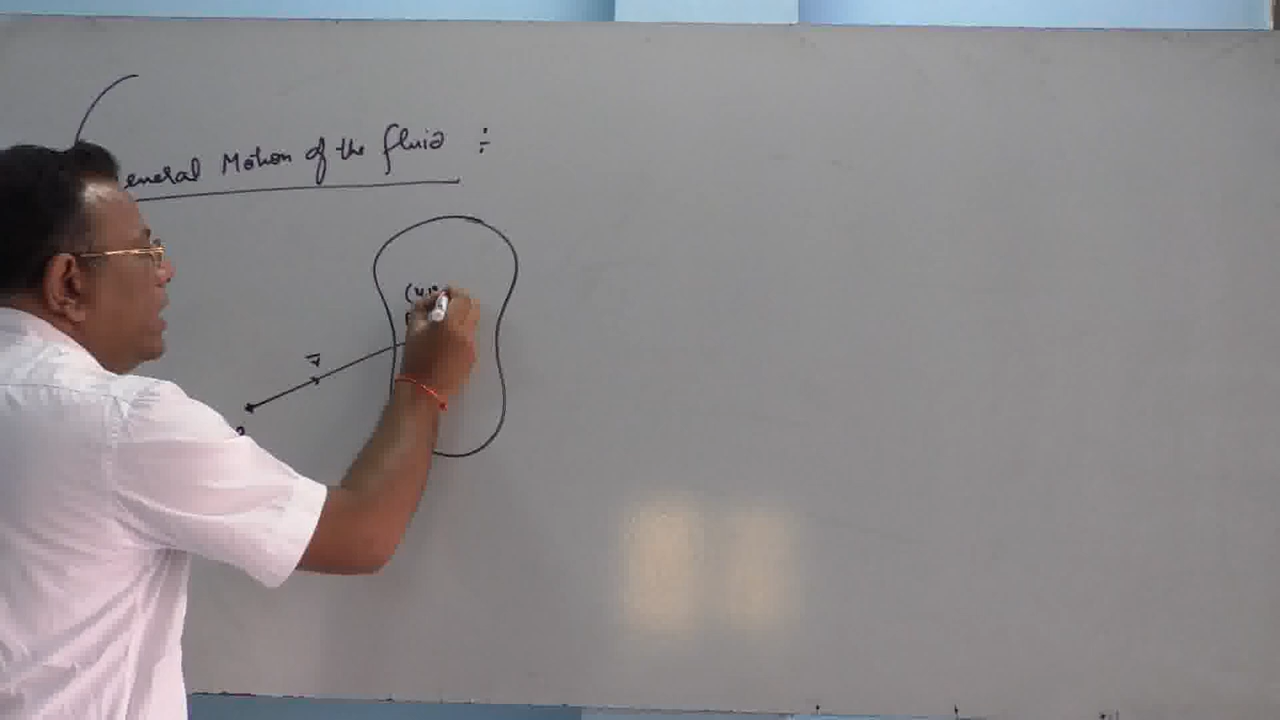 eneral Motion of the fluid :-
r̄